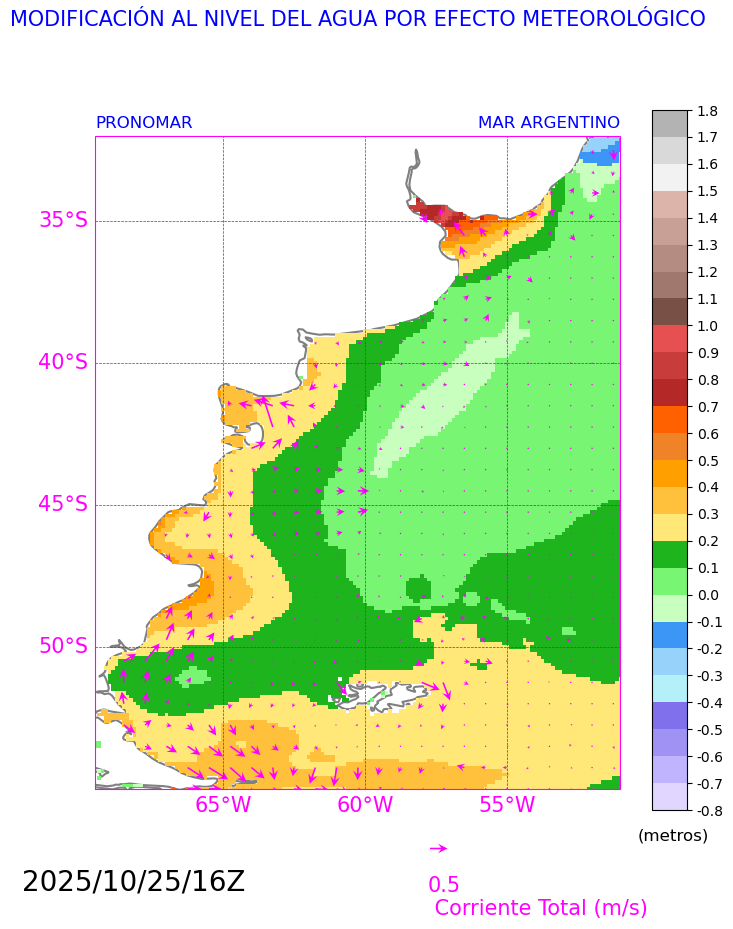 MODIFICACIÓN AL NIVEL DEL AGUA POR EFECTO METEOROLÓGICO
PRONOMAR
MAR ARGENTINO
35°S
40°S
45°S
50°S
65°W
60°W
55°W
1.8
1.7
1.6
1.5
1.4
1.3
1.2
1.1
1.0
0.9
0.8
0.7
0.6
0.5
0.4
0.3
0.2
0.1
0.0
-0.1
-0.2
-0.3
-0.4
-0.5
-0.6
-0.7
-0.8
(metros)
2025/10/25/16Z
0.5
Corriente Total (m/s)